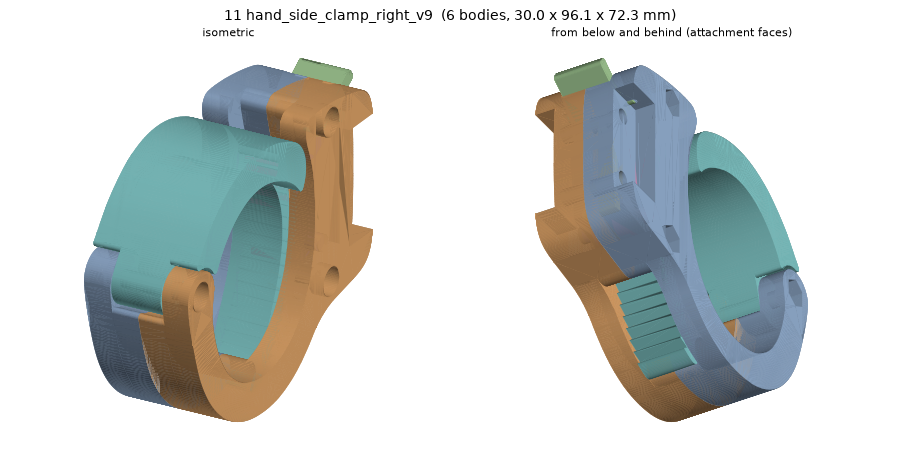 11 hand_side_clamp_right_v9  (6 bodies, 30.0 x 96.1 x 72.3 mm)
isometric
from below and behind (attachment faces)